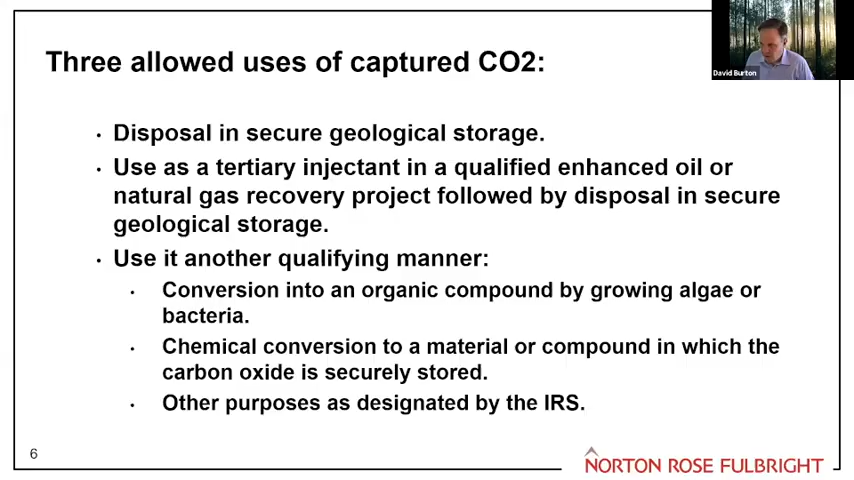 Three allowed uses of captured CO2:
David Burton
• Disposal in secure geological storage.
• Use as a tertiary injectant in a qualified enhanced oil or
natural gas recovery project followed by disposal in secure
geological storage.
• Use it another qualifying manner:
• Conversion into an organic compound by growing algae or
bacteria.
• Chemical conversion to a material or compound in which the
carbon oxide is securely stored.
• Other purposes as designated by the IRS.
6
NORTON ROSE FULBRIGHT